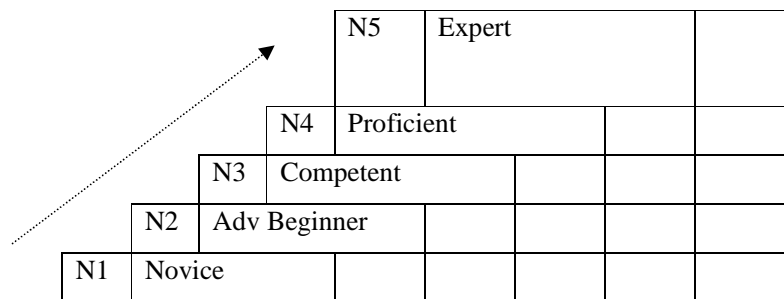 N5 Expert
N4 Proficient
N3 Competent
N2 Adv Beginner
N1 Novice